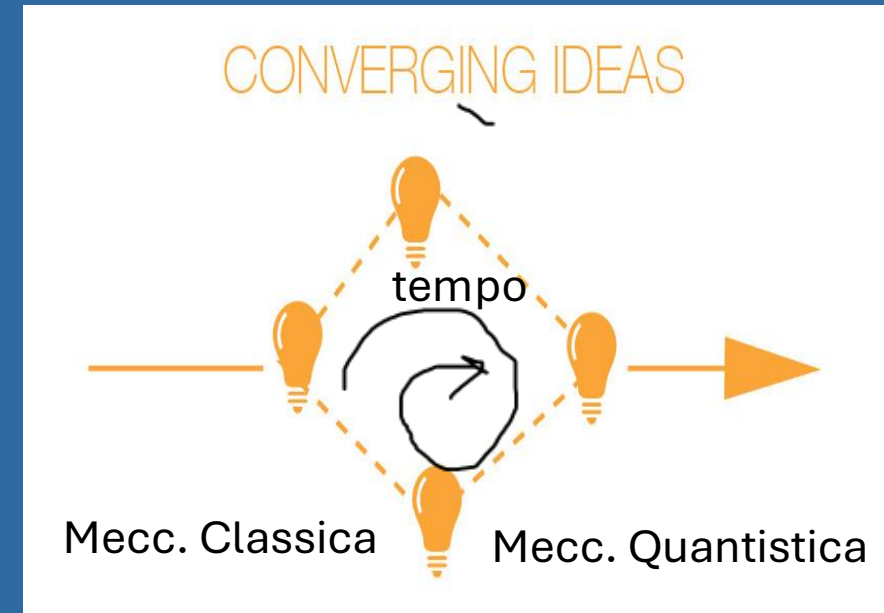 CONVERGING IDEAS
tempo
Mecc. Classica
Mecc. Quantistica